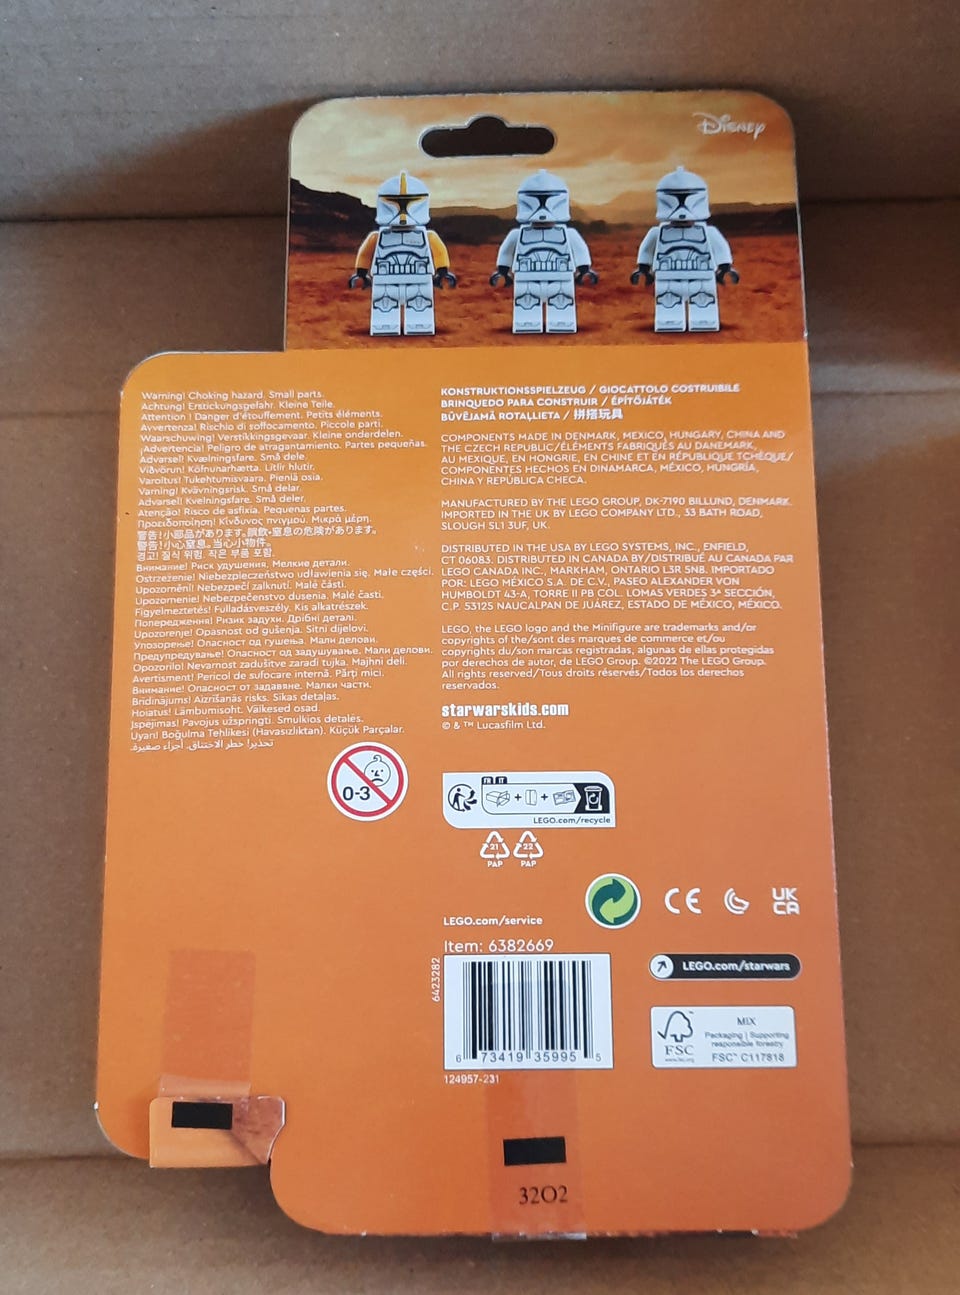 Disney
Warning! Choking hazard. Small parts.
Achtung! Erstickungsgefahr. Kleine Teile.
Attention ! Danger d'étouffement. Petits éléments.
Avvertenza! Rischio di soffocamento. Piccole parti.
Waarschuwing! Verstikkingsgevaar. Kleine onderdelen.
¡Advertencia! Peligro de atragantamiento. Partes pequeñas.
Advarsel! Kvælningsfare. Små dele.
Viðvörun! Köfnunarhætta. Litlir hlutir.
Varoitus! Tukehtumisvaara. Pieniä osia.
Varning! Kvävningsrisk. Små delar.
Advarsel! Kvelningsfare. Små deler.
Atenção! Risco de asfixia. Pequenas partes.
Προειδοποίηση! Κίνδυνος πνιγμού. Μικρά μέρη.
警告!小部品があります。誤飲・窒息の危険があります。
警告!小心窒息。当心小物件。
경고! 질식 위험. 작은 부품 포함.
Внимание! Риск удушения. Мелкие детали.
Ostrzeżenie! Niebezpieczeństwo udławienia się. Małe części.
Upozornění! Nebezpečí zalknutí. Malé části.
Upozornenie! Nebezpečenstvo dusenia. Malé časti.
Figyelmeztetés! Fulladásveszély. Kis alkatrészek.
Попередження! Ризик задухи. Дрібні деталі.
Upozorenje! Opasnost od gušenja. Sitni dijelovi.
Упозорење! Опасност од гушења. Мали делови.
Предупредување! Опасност од задушување. Мали делови.
Opozorilo! Nevarnost zadušitve zaradi tujka. Majhni deli.
Avertisment! Pericol de sufocare internă. Părți mici.
Внимание! Опасност от задавяне. Малки части.
Brīdinājums! Aizrīšanās risks. Sīkas detaļas.
Hoiatus! Lämbumisoht. Väikesed osad.
Įspėjimas! Pavojus užspringti. Smulkios detalės.
Uyarı! Boğulma Tehlikesi (Havasızlıktan). Küçük Parçalar.
تحذير! خطر الاختناق. أجزاء صغيرة.
0-3
KONSTRUKTIONSSPIELZEUG / GIOCATTOLO COSTRUIBILE
BRINQUEDO PARA CONSTRUIR / ÉPÍTŐJÁTÉK
BŪVĒJAMĀ ROTAĻLIETA / 拼搭玩具
COMPONENTS MADE IN DENMARK, MEXICO, HUNGARY, CHINA AND
THE CZECH REPUBLIC/ÉLÉMENTS FABRIQUÉS AU DANEMARK,
AU MEXIQUE, EN HONGRIE, EN CHINE ET EN RÉPUBLIQUE TCHÈQUE/
COMPONENTES HECHOS EN DINAMARCA, MÉXICO, HUNGRÍA,
CHINA Y REPÚBLICA CHECA.
MANUFACTURED BY THE LEGO GROUP, DK-7190 BILLUND, DENMARK.
IMPORTED IN THE UK BY LEGO COMPANY LTD., 33 BATH ROAD,
SLOUGH SL1 3UF, UK.
DISTRIBUTED IN THE USA BY LEGO SYSTEMS, INC., ENFIELD,
CT 06083. DISTRIBUTED IN CANADA BY/DISTRIBUÉ AU CANADA PAR
LEGO CANADA INC., MARKHAM, ONTARIO L3R 5N8. IMPORTADO
POR: LEGO MÉXICO S.A. DE C.V., PASEO ALEXANDER VON
HUMBOLDT 43-A, TORRE II PB COL. LOMAS VERDES 3ª SECCIÓN,
C.P. 53125 NAUCALPAN DE JUÁREZ, ESTADO DE MÉXICO, MÉXICO.
LEGO, the LEGO logo and the Minifigure are trademarks and/or
copyrights of the/sont des marques de commerce et/ou
copyrights du/son marcas registradas, algunas de ellas protegidas
por derechos de autor, de LEGO Group. ©2022 The LEGO Group.
All rights reserved/Tous droits réservés/Todos los derechos
reservados.
starwarskids.com
© & ™ Lucasfilm Ltd.
FR IT
LEGO.com/recycle
21 22
PAP PAP
CE UK CA
LEGO.com/service
Item: 6382669
6423282
LEGO.com/starwars
6 73419 35995 5
124957-231
FSC
www.fsc.org
MIX
Packaging | Supporting
responsible forestry
FSC™ C117818
3202